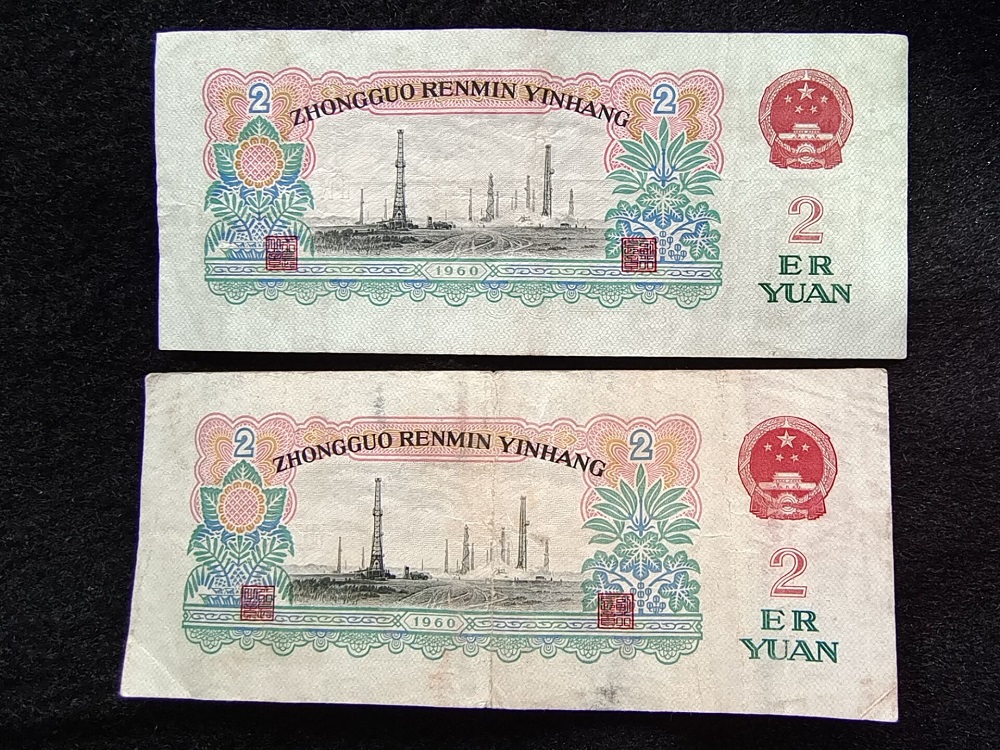 2 ZHONGGUO RENMIN YINHANG 2
1960
2
ER
YUAN
2 ZHONGGUO RENMIN YINHANG 2
1960
2
ER
YUAN